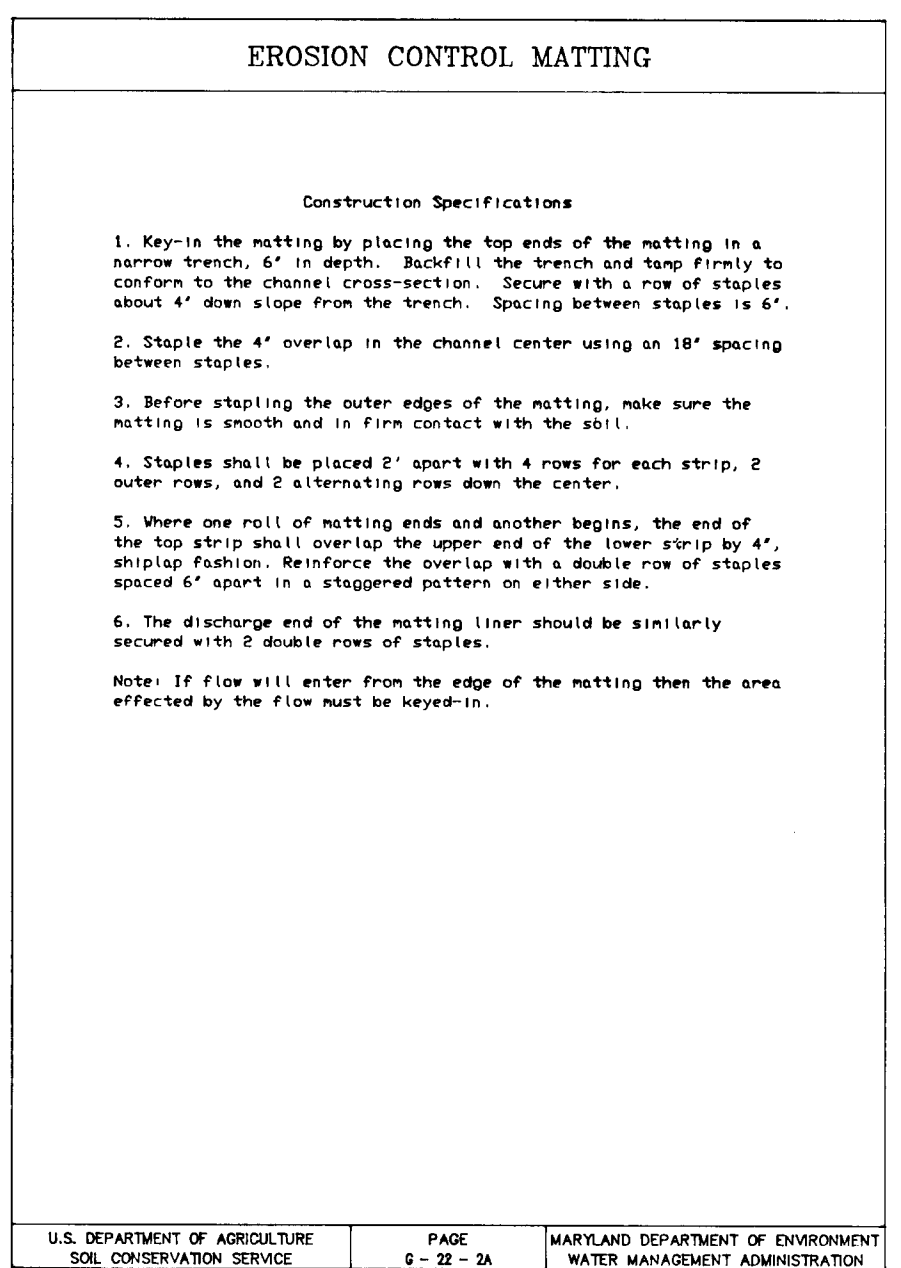 EROSION CONTROL MATTING
Construction Specifications
1. Key-in the matting by placing the top ends of the matting in a
narrow trench, 6" in depth. Backfill the trench and tamp firmly to
conform to the channel cross-section. Secure with a row of staples
about 4" down slope from the trench. Spacing between staples is 6".
2. Staple the 4" overlap in the channel center using an 18" spacing
between staples.
3. Before stapling the outer edges of the matting, make sure the
matting is smooth and in firm contact with the soil.
4. Staples shall be placed 2' apart with 4 rows for each strip, 2
outer rows, and 2 alternating rows down the center.
5. Where one roll of matting ends and another begins, the end of
the top strip shall overlap the upper end of the lower strip by 4",
shiplap fashion. Reinforce the overlap with a double row of staples
spaced 6" apart in a staggered pattern on either side.
6. The discharge end of the matting liner should be similarly
secured with 2 double rows of staples.
Note: If flow will enter from the edge of the matting then the area
effected by the flow must be keyed-in.
U.S. DEPARTMENT OF AGRICULTURE
SOIL CONSERVATION SERVICE
PAGE
G - 22 - 2A
MARYLAND DEPARTMENT OF ENVIRONMENT
WATER MANAGEMENT ADMINISTRATION